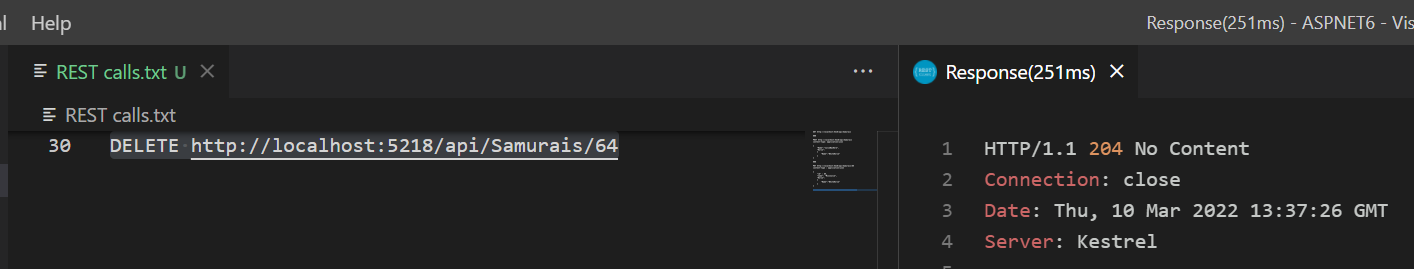 l Help Response(251ms) - ASPNET6 - Vis
REST calls.txt U
Response(251ms)
REST calls.txt
30 DELETE http://localhost:5218/api/Samurais/64
1 HTTP/1.1 204 No Content
2 Connection: close
3 Date: Thu, 10 Mar 2022 13:37:26 GMT
4 Server: Kestrel